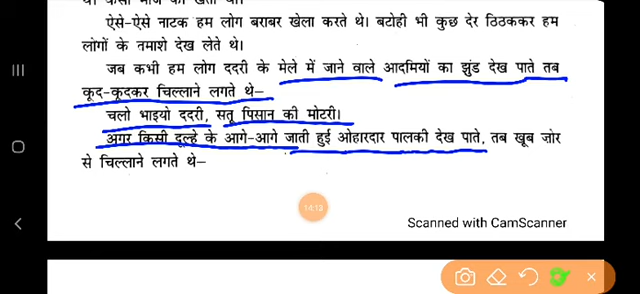 ऐसे-ऐसे नाटक हम लोग बराबर खेला करते थे। बटोही भी कुछ देर ठिठककर हम
लोगों के तमाशे देख लेते थे।
जब कभी हम लोग ददरी के मेले में जाने वाले आदमियों का झुंड देख पाते तब
कूद-कूदकर चिल्लाने लगते थे–
चलो भाइयो ददरी, सतू पिसान की मोटरी।
अगर किसी दूल्हे के आगे-आगे जाती हुई ओहारदार पालकी देख पाते, तब खूब जोर
से चिल्लाने लगते थे–
14:13
Scanned with CamScanner